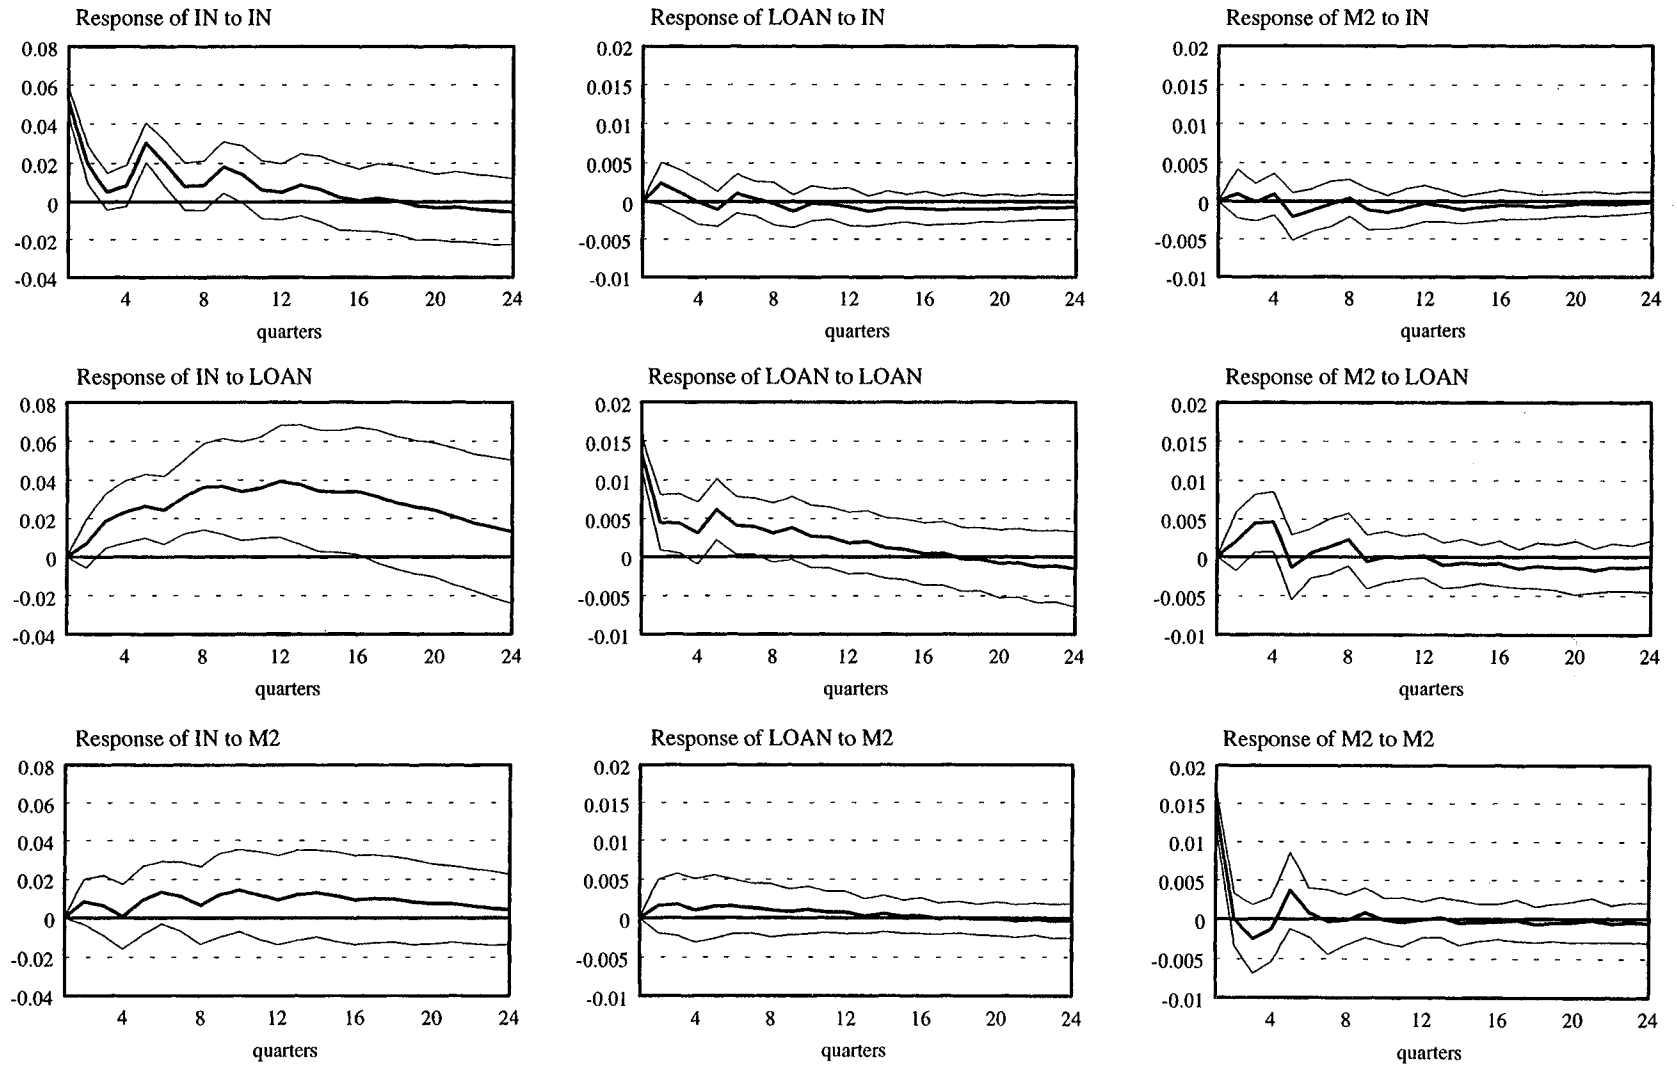 Response of IN to IN
0.08
0.06
0.04
0.02
0
-0.02
-0.04
4 8 12 16 20 24
quarters
Response of LOAN to IN
0.02
0.015
0.01
0.005
0
-0.005
-0.01
4 8 12 16 20 24
quarters
Response of M2 to IN
0.02
0.015
0.01
0.005
0
-0.005
-0.01
4 8 12 16 20 24
quarters
Response of IN to LOAN
0.08
0.06
0.04
0.02
0
-0.02
-0.04
4 8 12 16 20 24
quarters
Response of LOAN to LOAN
0.02
0.015
0.01
0.005
0
-0.005
-0.01
4 8 12 16 20 24
quarters
Response of M2 to LOAN
0.02
0.015
0.01
0.005
0
-0.005
-0.01
4 8 12 16 20 24
quarters
Response of IN to M2
0.08
0.06
0.04
0.02
0
-0.02
-0.04
4 8 12 16 20 24
quarters
Response of LOAN to M2
0.02
0.015
0.01
0.005
0
-0.005
-0.01
4 8 12 16 20 24
quarters
Response of M2 to M2
0.02
0.015
0.01
0.005
0
-0.005
-0.01
4 8 12 16 20 24
quarters